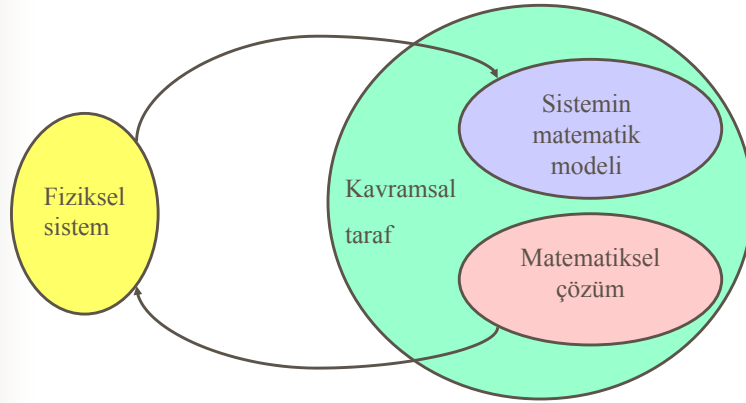 Fiziksel
sistem
Kavramsal
taraf
Sistemin
matematik
modeli
Matematiksel
çözüm